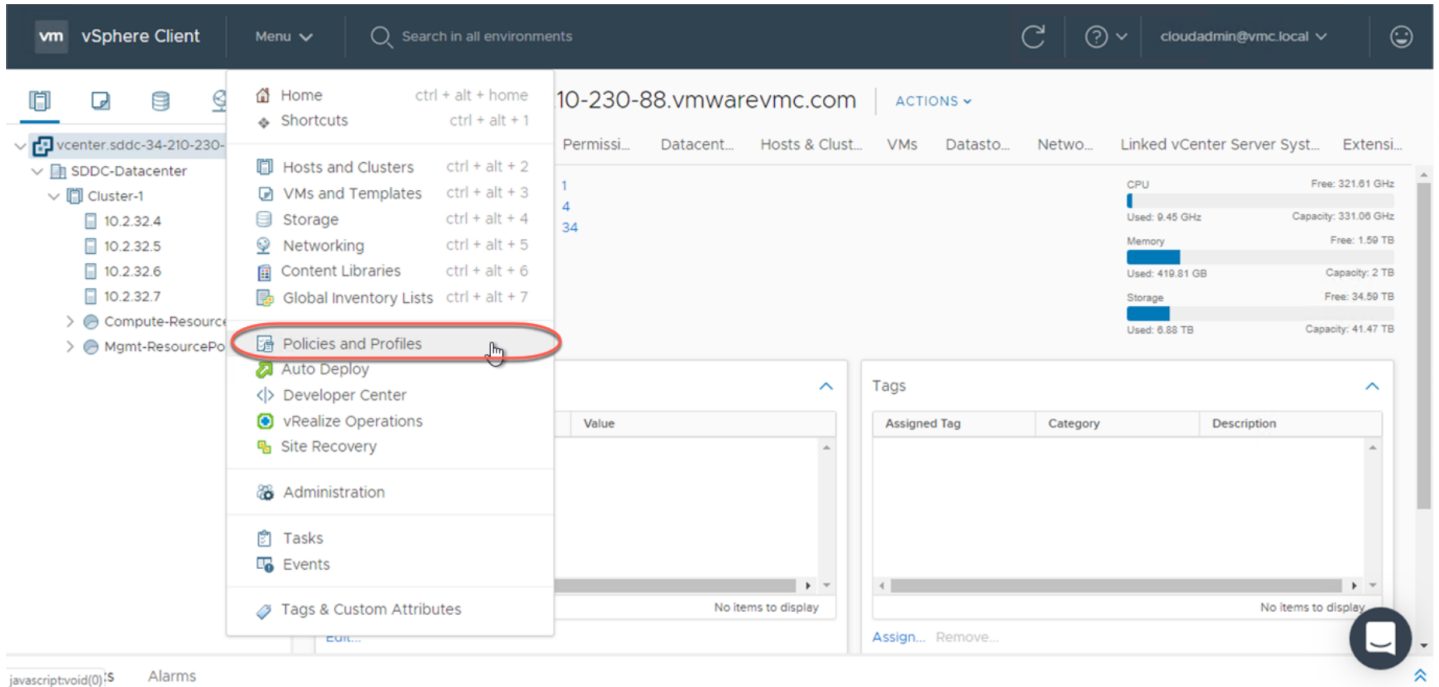 vm vSphere Client Menu Search in all environments cloudadmin@vmc.local
Home ctrl + alt + home
Shortcuts ctrl + alt + 1
Hosts and Clusters ctrl + alt + 2
VMs and Templates ctrl + alt + 3
Storage ctrl + alt + 4
Networking ctrl + alt + 5
Content Libraries ctrl + alt + 6
Global Inventory Lists ctrl + alt + 7
Policies and Profiles
Auto Deploy
Developer Center
vRealize Operations
Site Recovery
Administration
Tasks
Events
Tags & Custom Attributes
vcenter.sddc-34-210-230-
SDDC-Datacenter
Cluster-1
10.2.32.4
10.2.32.5
10.2.32.6
10.2.32.7
Compute-Resource
Mgmt-ResourcePo
10-230-88.vmwarevmc.com ACTIONS
Permissi... Datacent... Hosts & Clust... VMs Datasto... Netwo... Linked vCenter Server Syst... Extensi...
1
4
34
CPU Free: 321.61 GHz
Used: 9.45 GHz Capacity: 331.06 GHz
Memory Free: 1.59 TB
Used: 419.81 GB Capacity: 2 TB
Storage Free: 34.59 TB
Used: 6.88 TB Capacity: 41.47 TB
Value
No items to display
Edit...
Tags
Assigned Tag Category Description
No items to display
Assign... Remove...
javascript:void(0) Alarms